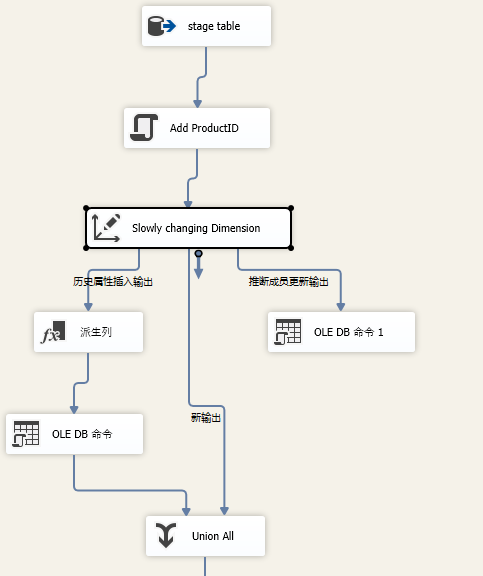 stage table
Add ProductID
Slowly changing Dimension
历史属性插入输出
推断成员更新输出
fx
派生列
OLE DB 命令 1
新输出
OLE DB 命令
Union All